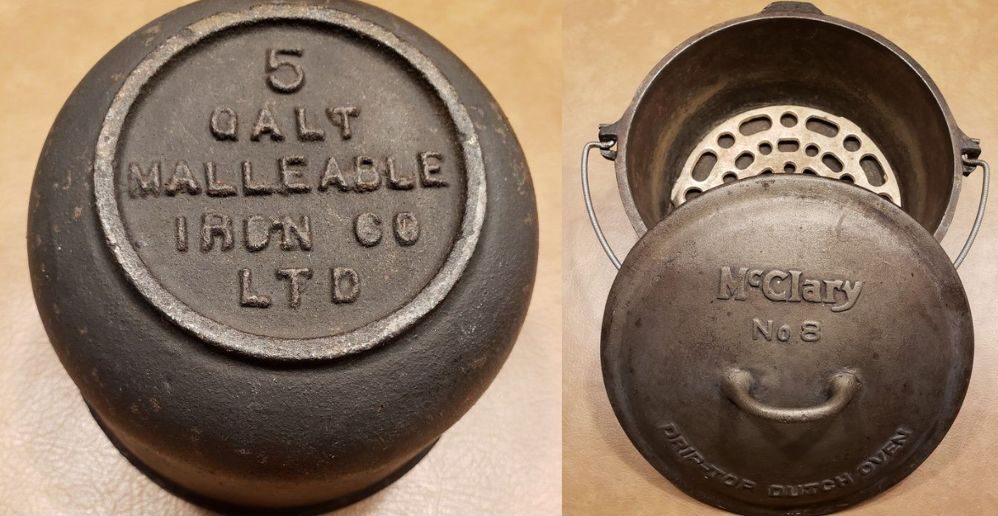 5
GALT
MALLEABLE
IRON CO
LTD
McClary
No 8
DRIP-TOP DUTCH OVEN